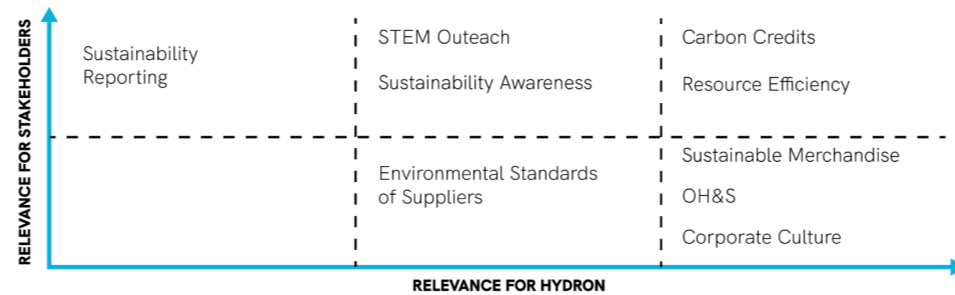 RELEVANCE FOR STAKEHOLDERS
Sustainability
Reporting
STEM Outeach
Sustainability Awareness
Carbon Credits
Resource Efficiency
Environmental Standards
of Suppliers
Sustainable Merchandise
OH&S
Corporate Culture
RELEVANCE FOR HYDRON